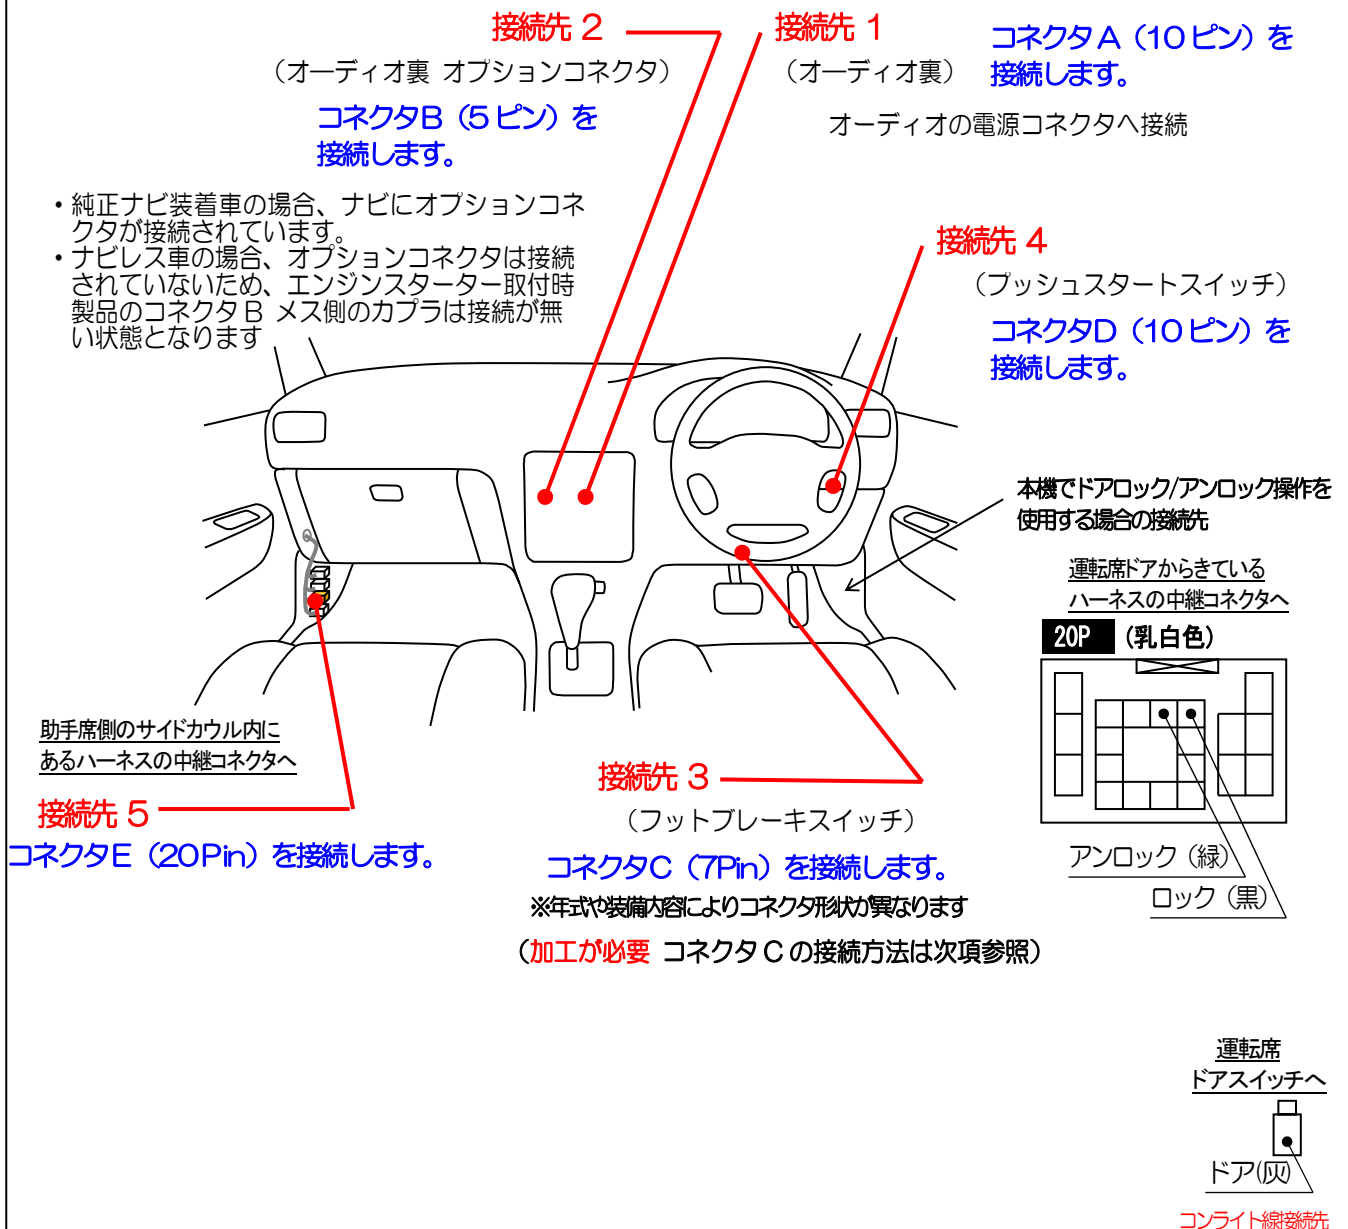 接続先 2
(オーディオ裏 オプションコネクタ)
コネクタB (5 ピン) を
接続します。
接続先 1
(オーディオ裏)
コネクタ A (10 ピン) を
接続します。
オーディオの電源コネクタへ接続
・純正ナビ装着車の場合、ナビにオプションコネ
クタが接続されています。
・ナビレス車の場合、オプションコネクタは接続
されていないため、エンジンスターター取付時
製品のコネクタ B メス側のカプラは接続が無
い状態となります
接続先 4
(プッシュスタートスイッチ)
コネクタD (10 ピン) を
接続します。
本機でドアロック/アンロック操作を
使用する場合の接続先
運転席ドアからきている
ハーネスの中継コネクタへ
20P (乳白色)
アンロック (緑)
ロック (黒)
助手席側のサイドカウル内に
あるハーネスの中継コネクタへ
接続先 5
コネクタE (20Pin) を接続します。
接続先 3
(フットブレーキスイッチ)
コネクタC (7Pin) を接続します。
※年式や装備内容によりコネクタ形状が異なります
(加工が必要 コネクタ C の接続方法は次項参照)
運転席
ドアスイッチへ
ドア(灰)
コンライト線接続先